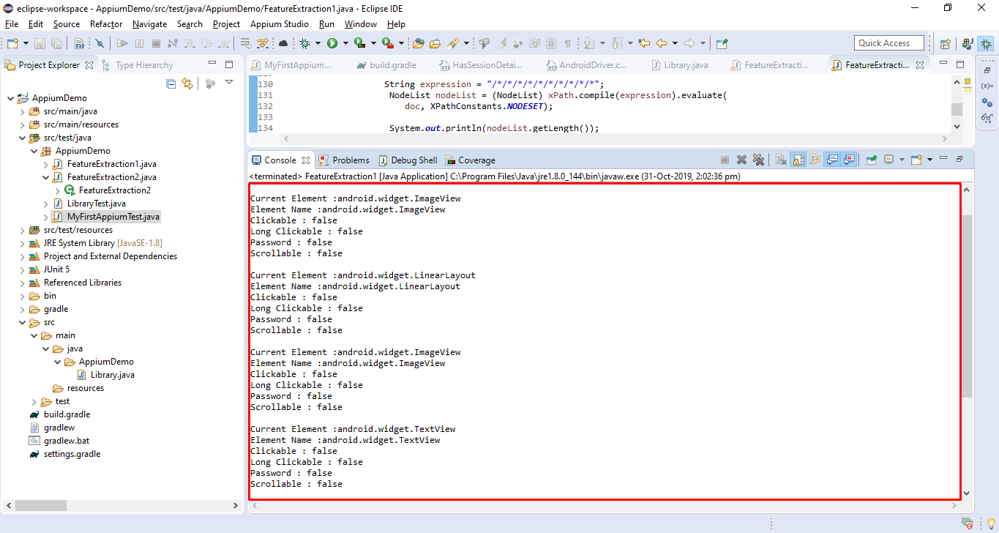 eclipse-workspace - AppiumDemo/src/test/java/AppiumDemo/FeatureExtraction1.java - Eclipse IDE
File Edit Source Refactor Navigate Search Project Appium Studio Run Window Help
Quick Access
Project Explorer
Type Hierarchy
AppiumDemo
src/main/java
src/main/resources
src/test/java
AppiumDemo
FeatureExtraction1.java
FeatureExtraction2.java
FeatureExtraction2
LibraryTest.java
MyFirstAppiumTest.java
src/test/resources
JRE System Library [JavaSE-1.8]
Project and External Dependencies
JUnit 5
Referenced Libraries
bin
gradle
src
main
java
AppiumDemo
Library.java
resources
test
build.gradle
gradlew
gradlew.bat
settings.gradle
MyFirstAppium... build.gradle HasSessionDetai... AndroidDriver.c... Library.java FeatureExtracti... FeatureExtracti...
130 String expression = "/*/*/*/*/*/*/*/*/*/*";
131 NodeList nodeList = (NodeList) xPath.compile(expression).evaluate(
132 doc, XPathConstants.NODESET);
133
134 System.out.println(nodeList.getLength());
Console Problems Debug Shell Coverage
<terminated> FeatureExtraction1 [Java Application] C:\Program Files\Java\jre1.8.0_144\bin\javaw.exe (31-Oct-2019, 2:02:36 pm)
Current Element :android.widget.ImageView
Element Name :android.widget.ImageView
Clickable : false
Long Clickable : false
Password : false
Scrollable : false
Current Element :android.widget.LinearLayout
Element Name :android.widget.LinearLayout
Clickable : false
Long Clickable : false
Password : false
Scrollable : false
Current Element :android.widget.ImageView
Element Name :android.widget.ImageView
Clickable : false
Long Clickable : false
Password : false
Scrollable : false
Current Element :android.widget.TextView
Element Name :android.widget.TextView
Clickable : false
Long Clickable : false
Password : false
Scrollable : false